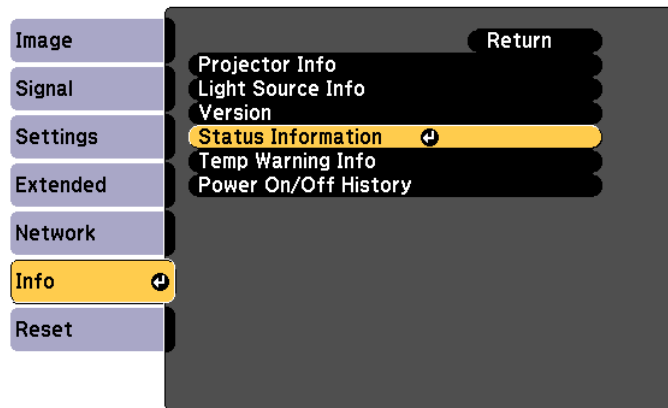 Image
Signal
Settings
Extended
Network
Info
Reset
Return
Projector Info
Light Source Info
Version
Status Information
Temp Warning Info
Power On/Off History